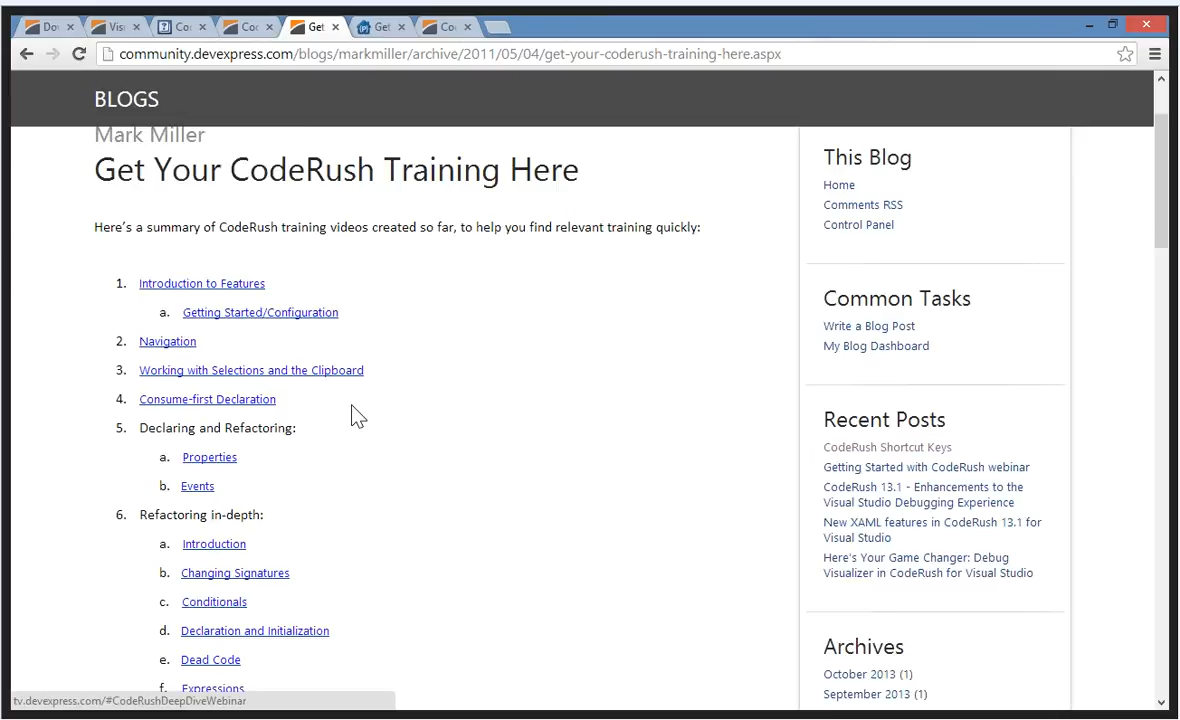 Do
Vis
Co
Co
Get
Get
Co
community.devexpress.com/blogs/markmiller/archive/2011/05/04/get-your-coderush-training-here.aspx
BLOGS
Mark Miller
Get Your CodeRush Training Here
Here's a summary of CodeRush training videos created so far, to help you find relevant training quickly:
1. Introduction to Features
a. Getting Started/Configuration
2. Navigation
3. Working with Selections and the Clipboard
4. Consume-first Declaration
5. Declaring and Refactoring:
a. Properties
b. Events
6. Refactoring in-depth:
a. Introduction
b. Changing Signatures
c. Conditionals
d. Declaration and Initialization
e. Dead Code
f. Expressions
This Blog
Home
Comments RSS
Control Panel
Common Tasks
Write a Blog Post
My Blog Dashboard
Recent Posts
CodeRush Shortcut Keys
Getting Started with CodeRush webinar
CodeRush 13.1 - Enhancements to the
Visual Studio Debugging Experience
New XAML features in CodeRush 13.1 for
Visual Studio
Here's Your Game Changer: Debug
Visualizer in CodeRush for Visual Studio
Archives
October 2013 (1)
September 2013 (1)
tv.devexpress.com/#CodeRushDeepDiveWebinar